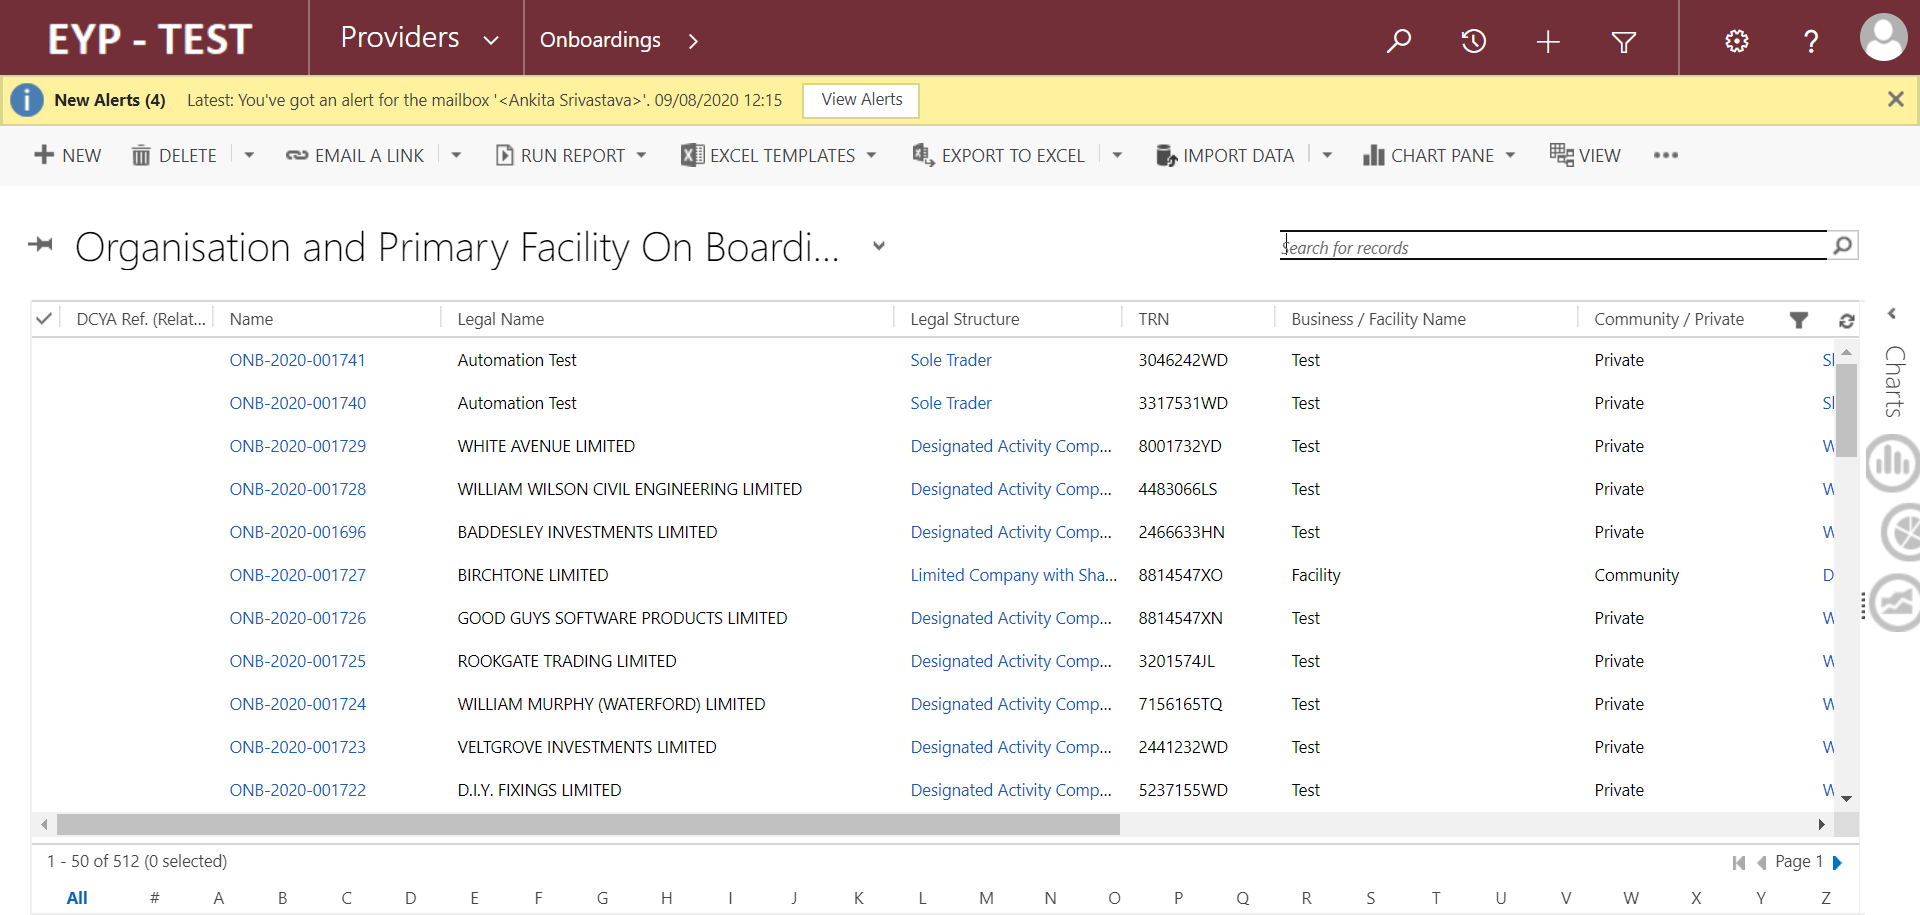 EYP - TEST Providers Onboardings
New Alerts (4) Latest: You've got an alert for the mailbox '<Ankita Srivastava>'. 09/08/2020 12:15 View Alerts
NEW DELETE EMAIL A LINK RUN REPORT EXCEL TEMPLATES EXPORT TO EXCEL IMPORT DATA CHART PANE VIEW
Organisation and Primary Facility On Boardi...
Search for records
DCYA Ref. (Relat... Name Legal Name Legal Structure TRN Business / Facility Name Community / Private
ONB-2020-001741 Automation Test Sole Trader 3046242WD Test Private
ONB-2020-001740 Automation Test Sole Trader 3317531WD Test Private
ONB-2020-001729 WHITE AVENUE LIMITED Designated Activity Comp... 8001732YD Test Private W
ONB-2020-001728 WILLIAM WILSON CIVIL ENGINEERING LIMITED Designated Activity Comp... 4483066LS Test Private W
ONB-2020-001696 BADDESLEY INVESTMENTS LIMITED Designated Activity Comp... 2466633HN Test Private W
ONB-2020-001727 BIRCHTONE LIMITED Limited Company with Sha... 8814547XO Facility Community D
ONB-2020-001726 GOOD GUYS SOFTWARE PRODUCTS LIMITED Designated Activity Comp... 8814547XN Test Private W
ONB-2020-001725 ROOKGATE TRADING LIMITED Designated Activity Comp... 3201574JL Test Private W
ONB-2020-001724 WILLIAM MURPHY (WATERFORD) LIMITED Designated Activity Comp... 7156165TQ Test Private W
ONB-2020-001723 VELTGROVE INVESTMENTS LIMITED Designated Activity Comp... 2441232WD Test Private W
ONB-2020-001722 D.I.Y. FIXINGS LIMITED Designated Activity Comp... 5237155WD Test Private W
Charts
1 - 50 of 512 (0 selected) Page 1
All # A B C D E F G H I J K L M N O P Q R S T U V W X Y Z